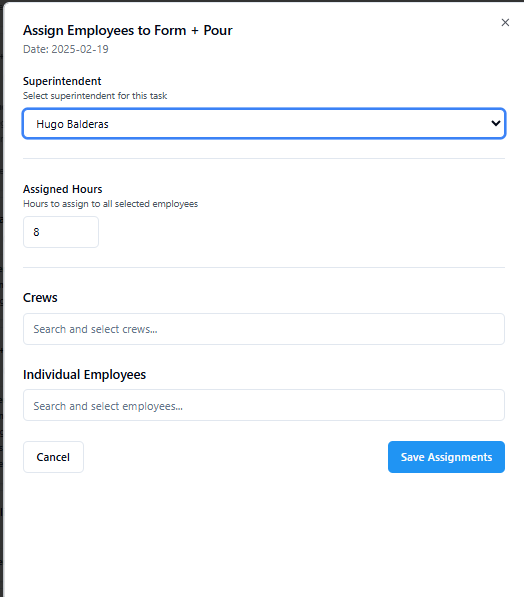 Assign Employees to Form + Pour
Date: 2025-02-19
Superintendent
Select superintendent for this task
Hugo Balderas
Assigned Hours
Hours to assign to all selected employees
8
Crews
Search and select crews...
Individual Employees
Search and select employees...
Cancel
Save Assignments